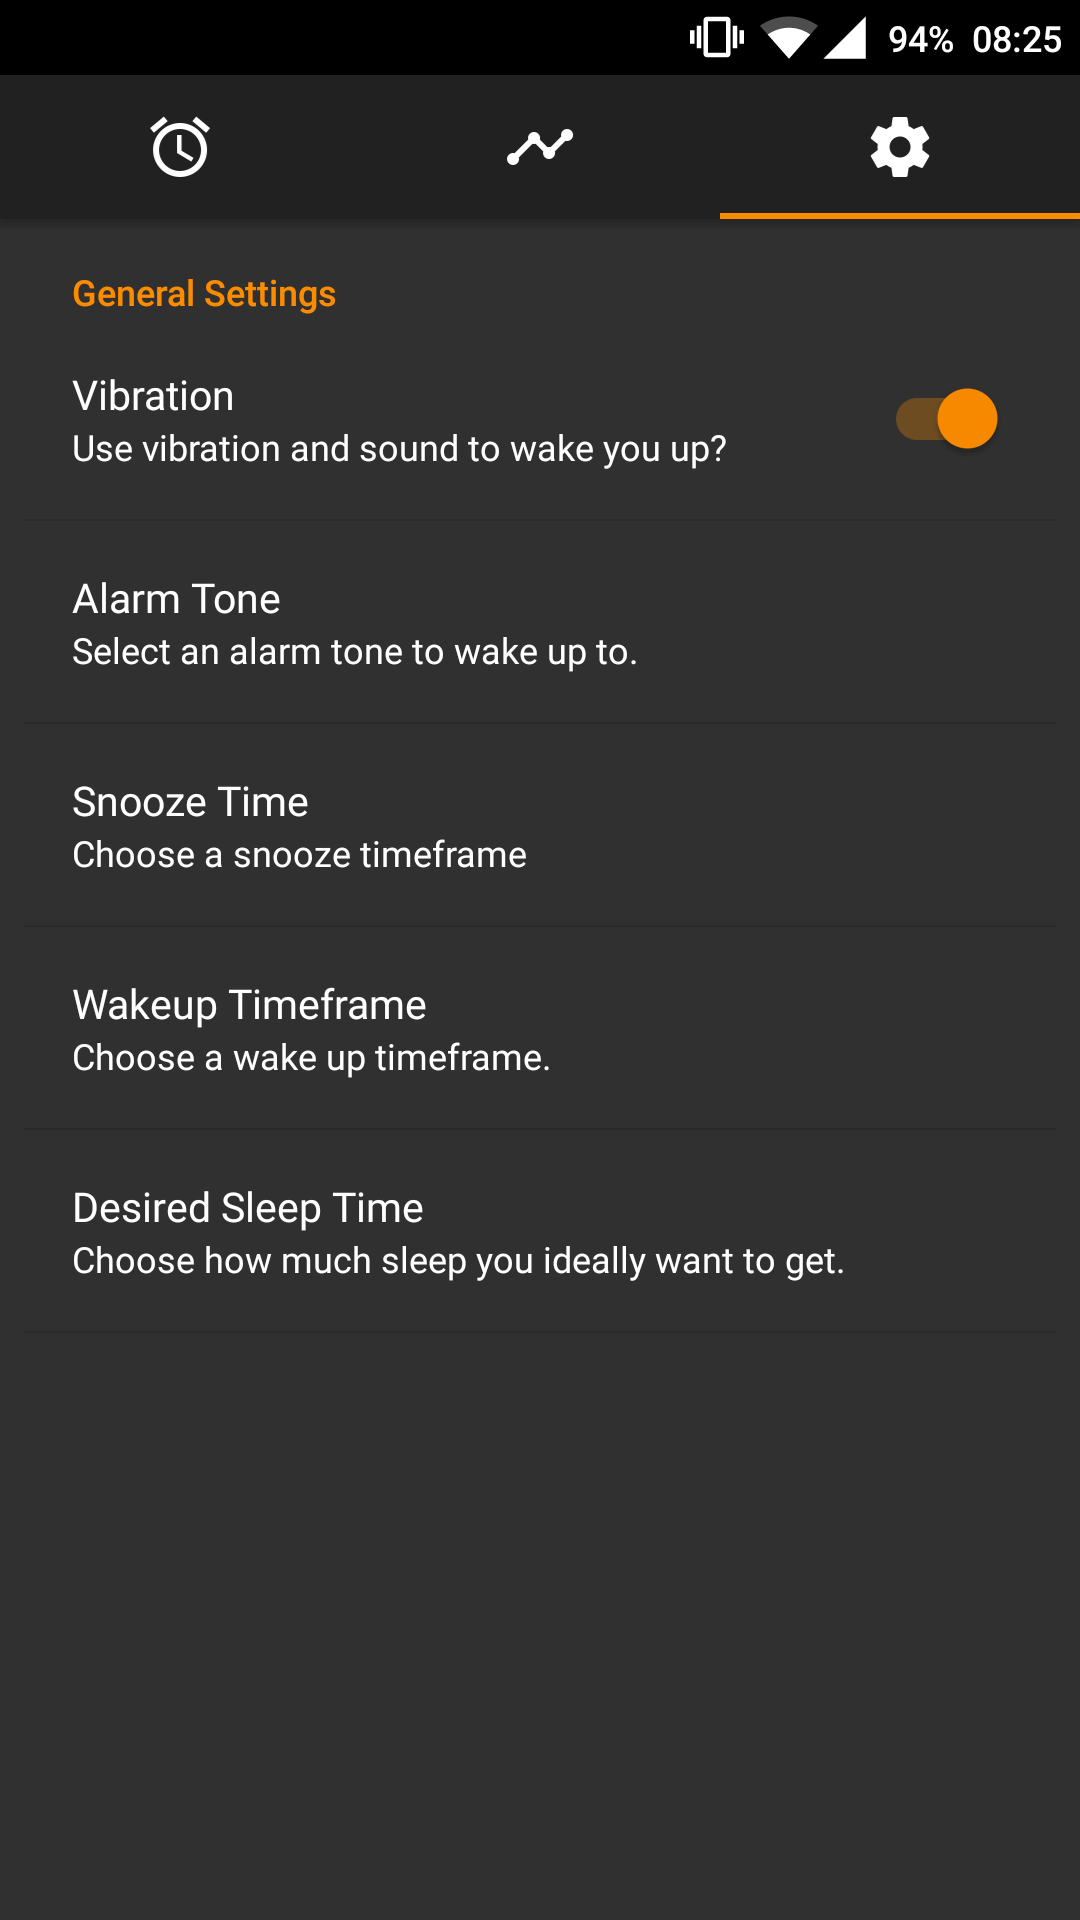 94% 08:25
General Settings
Vibration
Use vibration and sound to wake you up?
Alarm Tone
Select an alarm tone to wake up to.
Snooze Time
Choose a snooze timeframe
Wakeup Timeframe
Choose a wake up timeframe.
Desired Sleep Time
Choose how much sleep you ideally want to get.